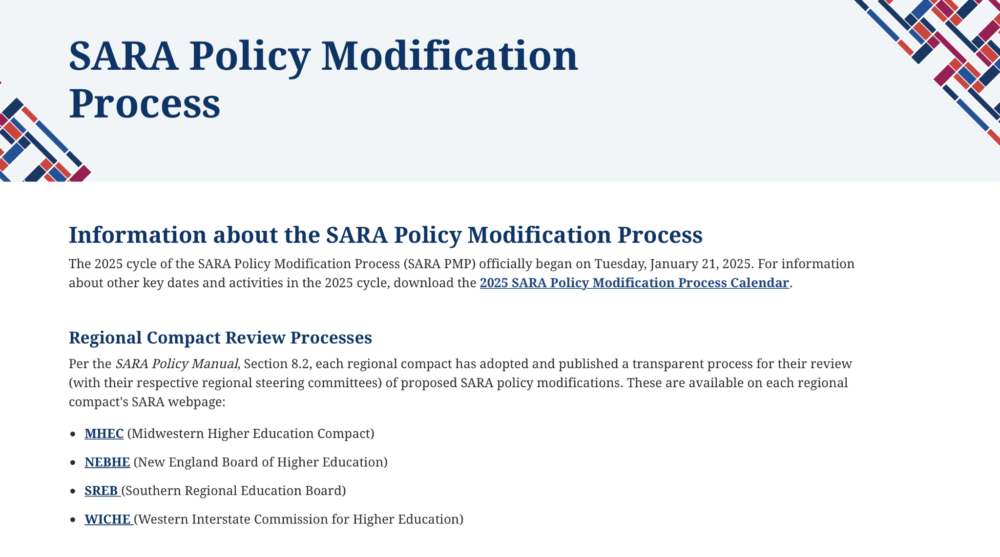 SARA Policy Modification
Process
Information about the SARA Policy Modification Process
The 2025 cycle of the SARA Policy Modification Process (SARA PMP) officially began on Tuesday, January 21, 2025. For information
about other key dates and activities in the 2025 cycle, download the 2025 SARA Policy Modification Process Calendar.
Regional Compact Review Processes
Per the SARA Policy Manual, Section 8.2, each regional compact has adopted and published a transparent process for their review
(with their respective regional steering committees) of proposed SARA policy modifications. These are available on each regional
compact's SARA webpage:
• MHEC (Midwestern Higher Education Compact)
• NEBHE (New England Board of Higher Education)
• SREB (Southern Regional Education Board)
• WICHE (Western Interstate Commission for Higher Education)